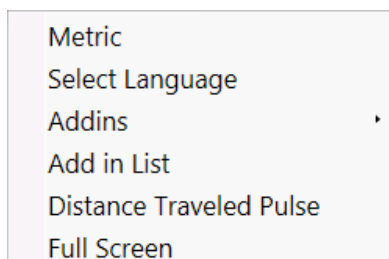 Metric
Select Language
Addins
Add in List
Distance Traveled Pulse
Full Screen